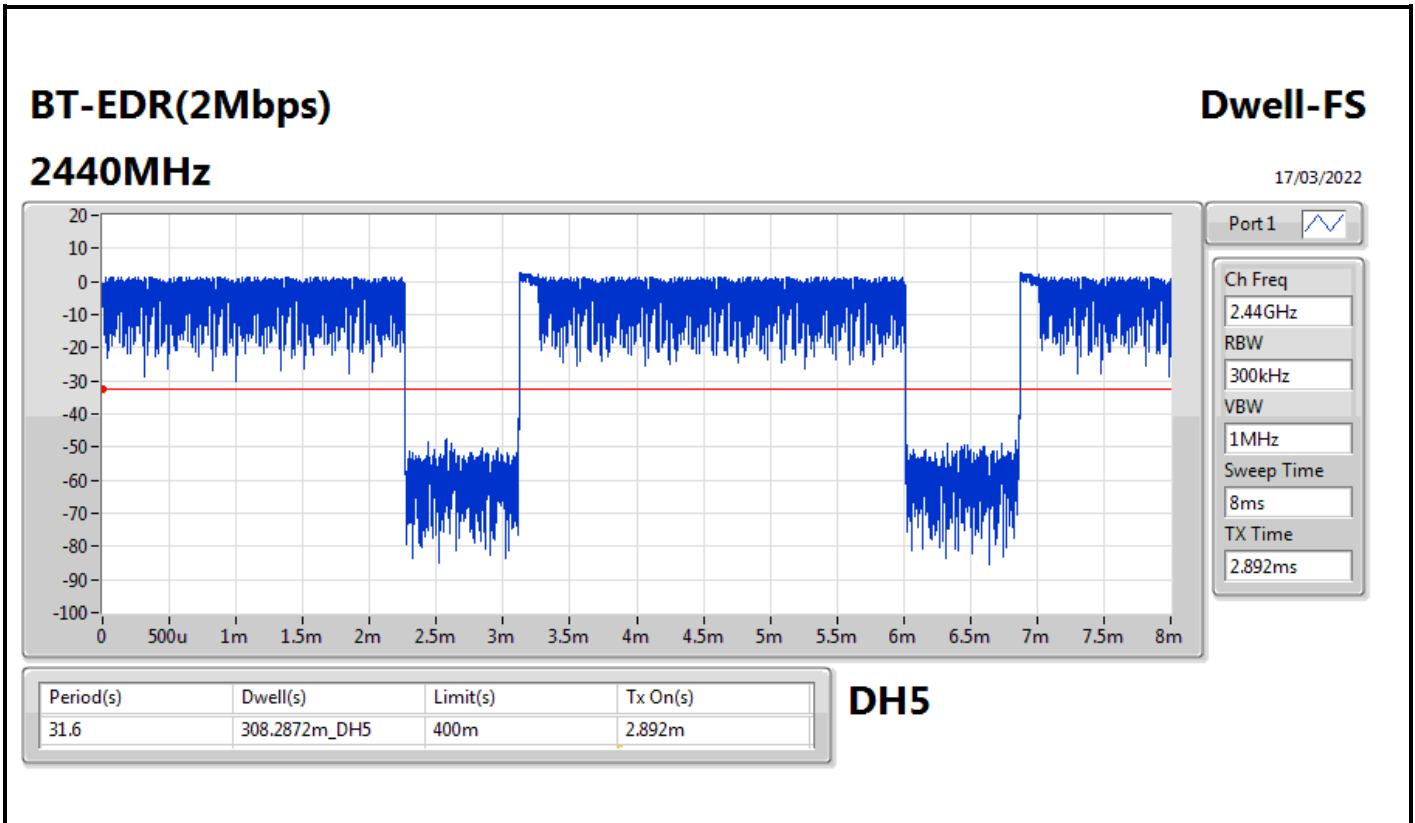 BT-EDR(2Mbps) Dwell-FS
2440MHz 17/03/2022
Port 1
20
10
0
-10
-20
-30
-40
-50
-60
-70
-80
-90
-100
0 500u 1m 1.5m 2m 2.5m 3m 3.5m 4m 4.5m 5m 5.5m 6m 6.5m 7m 7.5m 8m
Ch Freq
2.44GHz
RBW
300kHz
VBW
1MHz
Sweep Time
8ms
TX Time
2.892ms
Period(s) Dwell(s) Limit(s) Tx On(s)
31.6 308.2872m_DH5 400m 2.892m
DH5